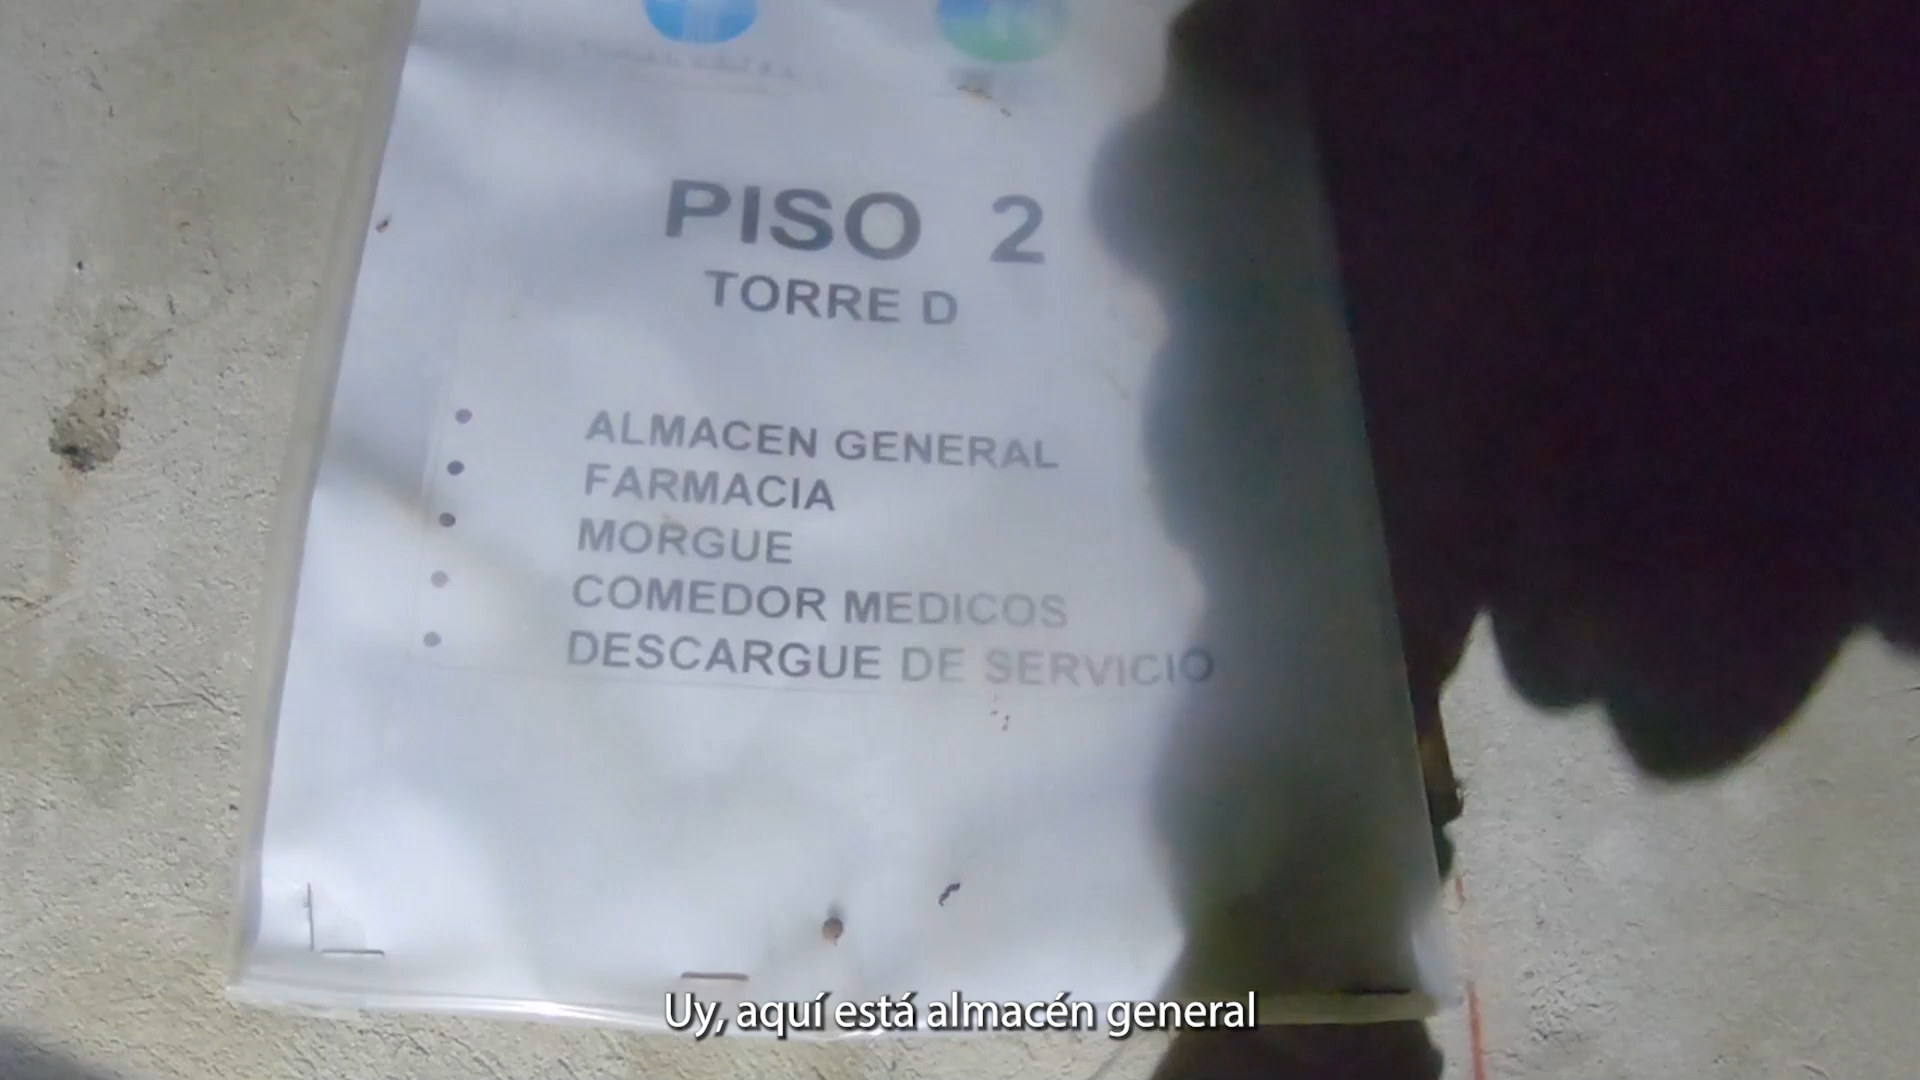 PISO 2
TORRE D
• ALMACEN GENERAL
• FARMACIA
• MORGUE
• COMEDOR MEDICOS
• DESCARGUE DE SERVICIO
Uy, aquí está almacén general